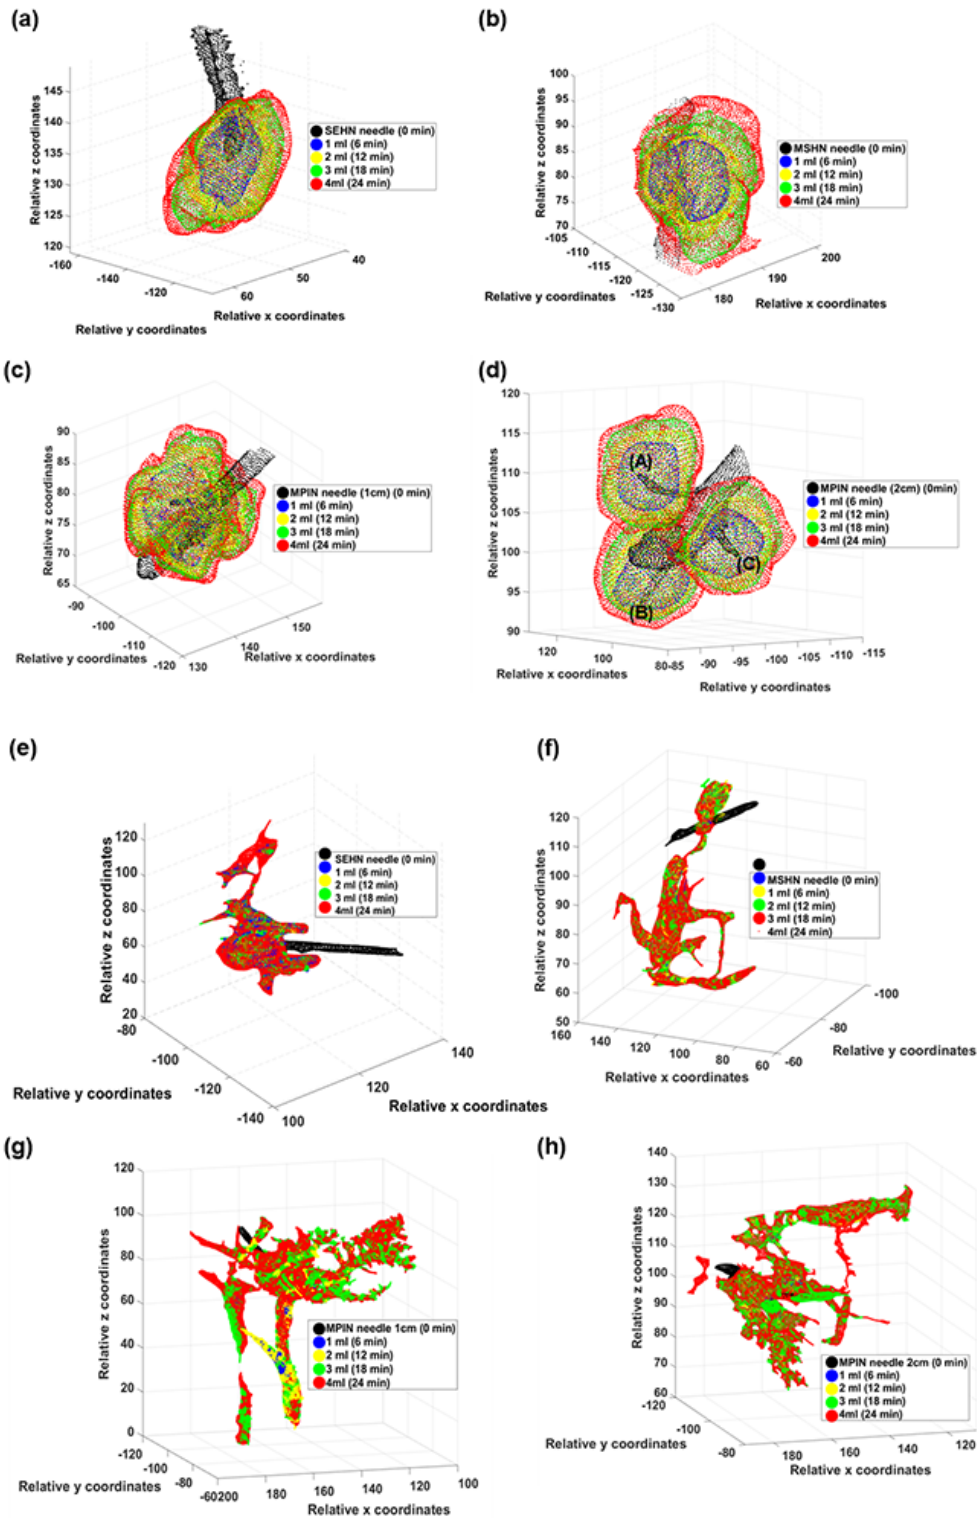 (a)
145
140
135
130
125
120
-160
-140
-120
60
50
40
Relative z coordinates
Relative y coordinates
Relative x coordinates
SEHN needle (0 min)
1 ml (6 min)
2 ml (12 min)
3 ml (18 min)
4ml (24 min)
(b)
100
95
90
85
80
75
70
-105
-110
-115
-120
-125
-130
180
190
200
Relative z coordinates
Relative y coordinates
Relative x coordinates
MSHN needle (0 min)
1 ml (6 min)
2 ml (12 min)
3 ml (18 min)
4ml (24 min)
(c)
90
85
80
75
70
65
-90
-100
-110
-120
130
140
150
Relative z coordinates
Relative y coordinates
Relative x coordinates
MPIN needle (1cm) (0 min)
1 ml (6 min)
2 ml (12 min)
3 ml (18 min)
4ml (24 min)
(d)
120
115
110
105
100
95
90
120
100
80
-85
-90
-95
-100
-105
-110
-115
Relative z coordinates
Relative x coordinates
Relative y coordinates
(A)
(B)
(C)
MPIN needle (2cm) (0min)
1 ml (6 min)
2 ml (12 min)
3 ml (18 min)
4ml (24 min)
(e)
120
100
80
60
40
20
-80
-100
-120
-140
100
120
140
Relative z coordinates
Relative y coordinates
Relative x coordinates
SEHN needle (0 min)
1 ml (6 min)
2 ml (12 min)
3 ml (18 min)
4ml (24 min)
(f)
120
110
100
90
80
70
60
50
160
140
120
100
80
60
-60
-80
-100
Relative z coordinates
Relative x coordinates
Relative y coordinates
MSHN needle (0 min)
1 ml (6 min)
2 ml (12 min)
3 ml (18 min)
4ml (24 min)
(g)
120
100
80
60
40
20
0
-120
-100
-80
-60
200
180
160
140
120
100
Relative z coordinates
Relative y coordinates
Relative x coordinates
MPIN needle 1cm (0 min)
1 ml (6 min)
2 ml (12 min)
3 ml (18 min)
4ml (24 min)
(h)
140
130
120
110
100
90
80
70
60
-120
-100
-80
180
160
140
120
Relative z coordinates
Relative y coordinates
Relative x coordinates
MPIN needle 2cm (0 min)
1 ml (6 min)
2 ml (12 min)
3 ml (18 min)
4ml (24 min)